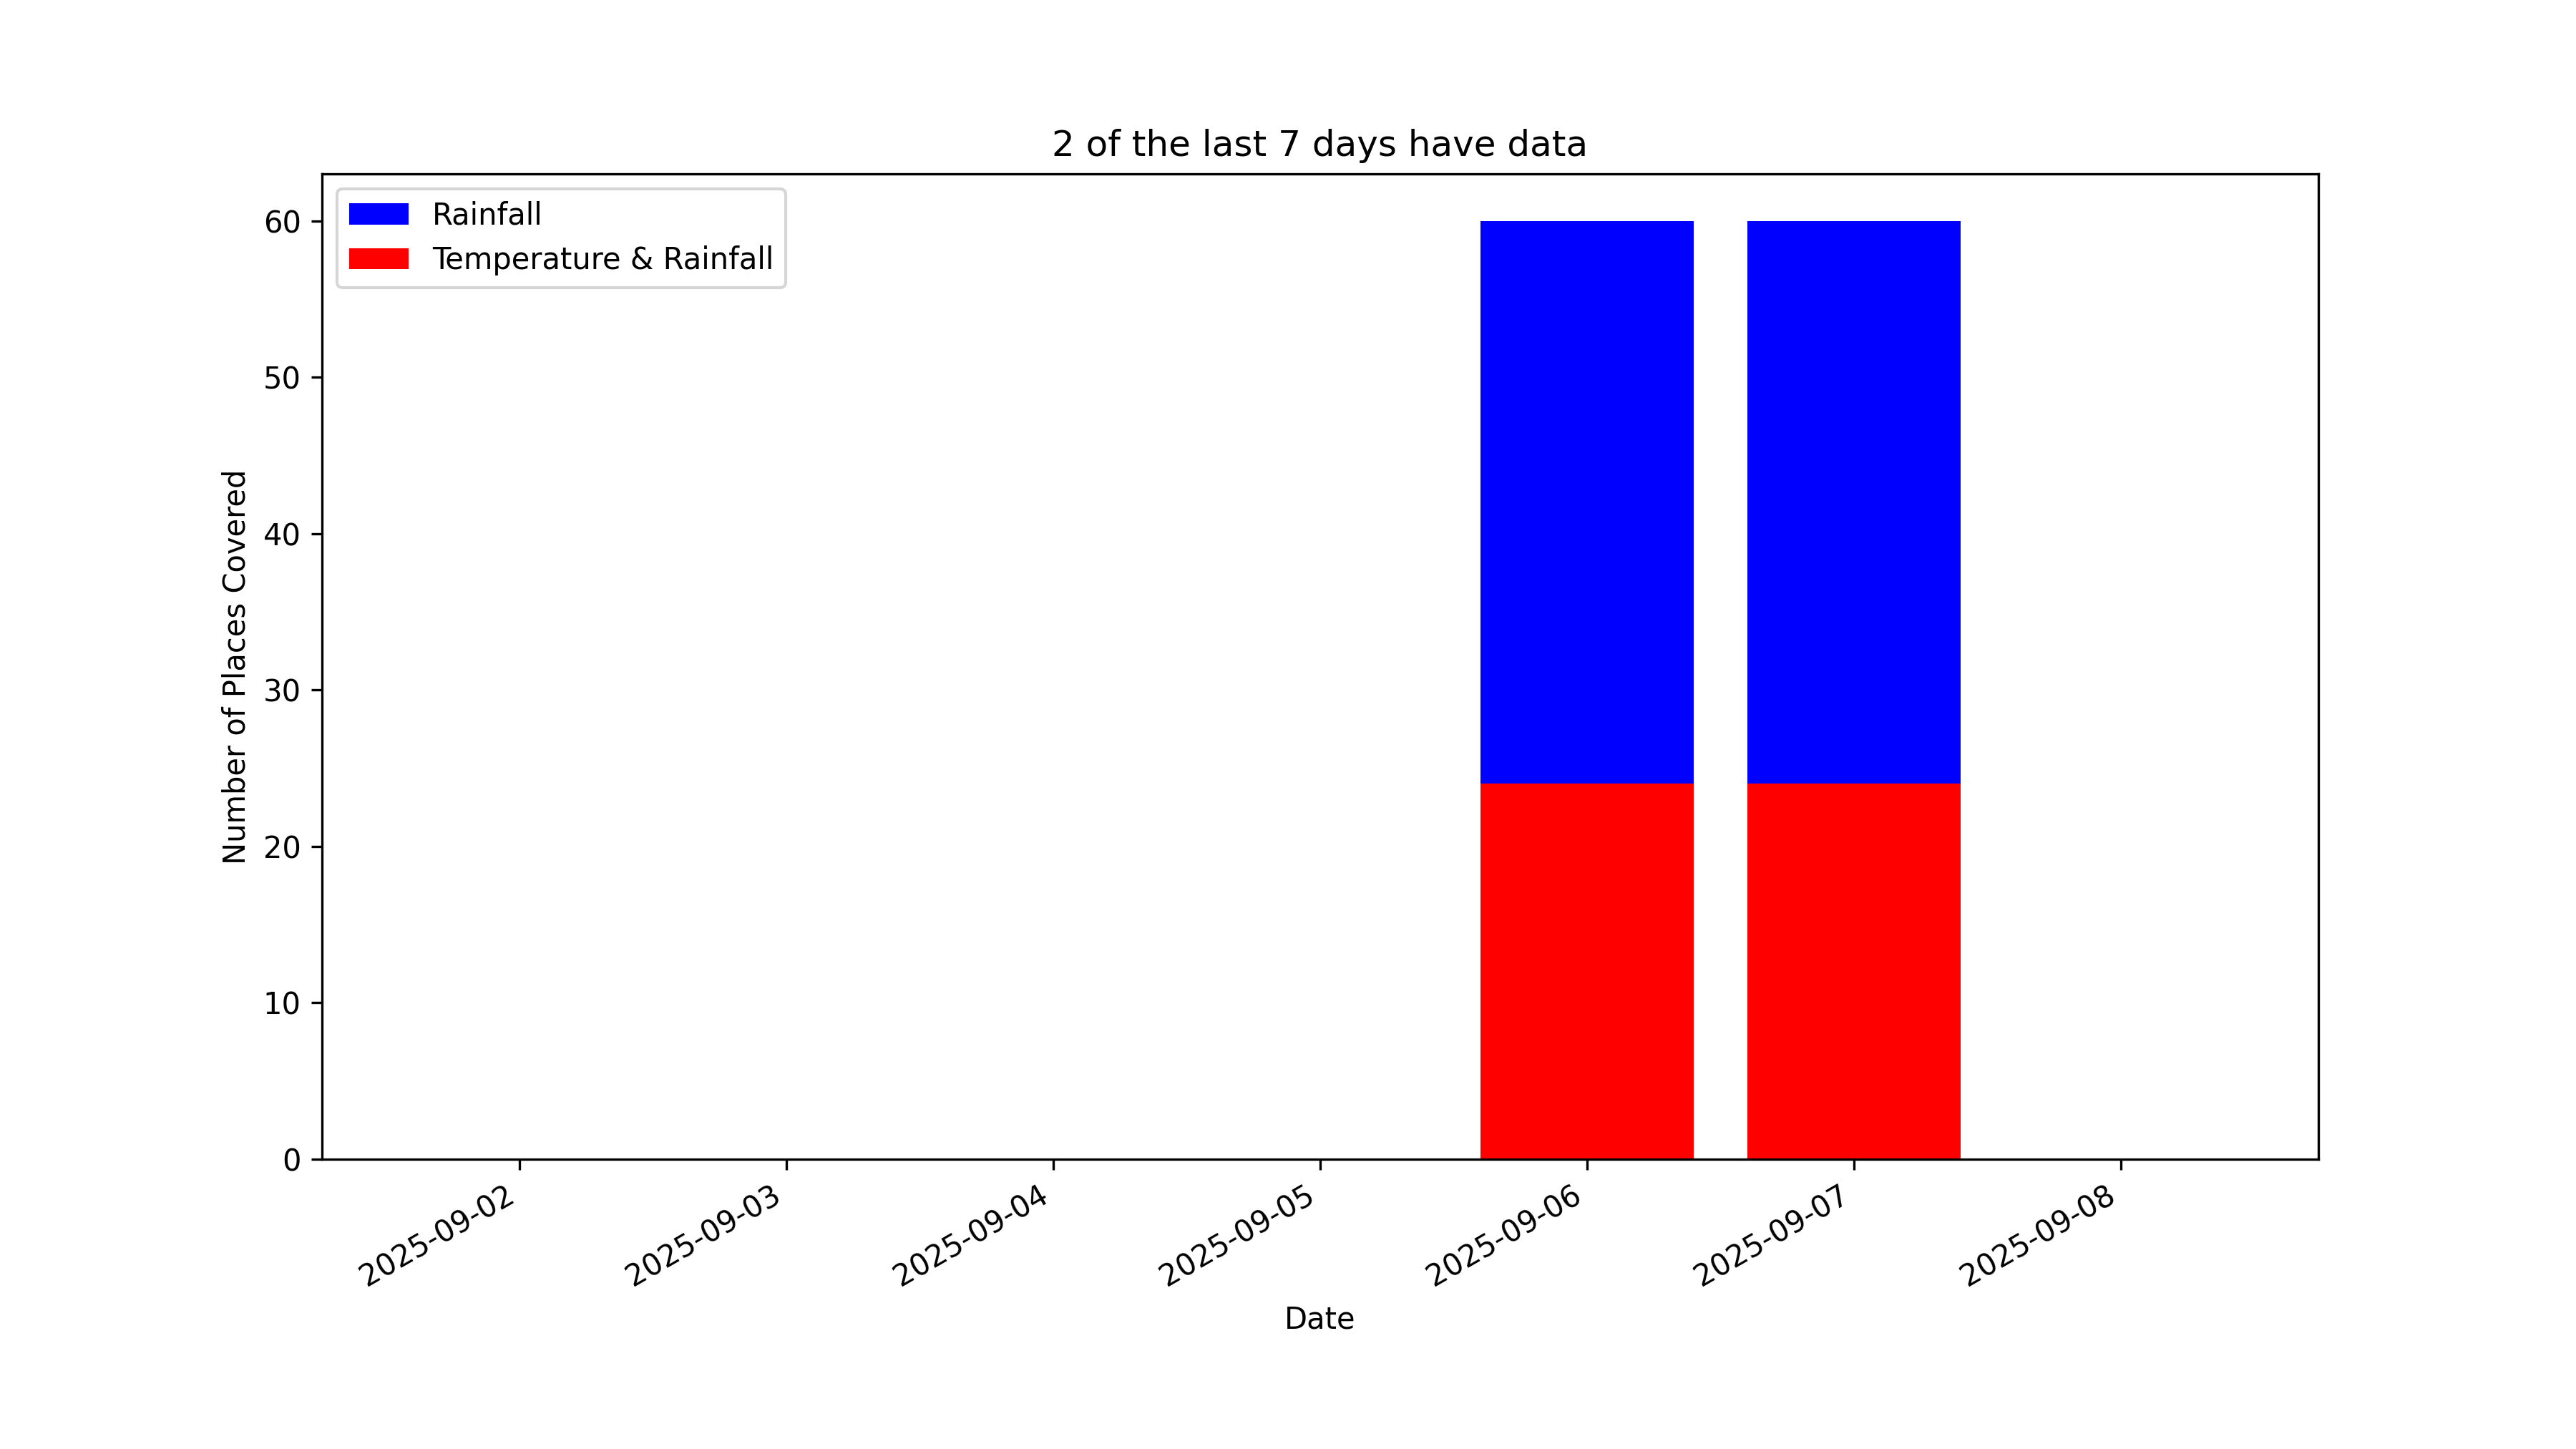 2 of the last 7 days have data
Rainfall
Temperature & Rainfall
Number of Places Covered
60
50
40
30
20
10
0
2025-09-02
2025-09-03
2025-09-04
2025-09-05
2025-09-06
2025-09-07
2025-09-08
Date